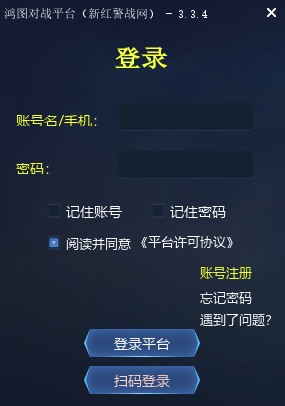 鸿图对战平台（新红警战网） - 3.3.4
登录
账号名/手机：
密码：
记住账号 记住密码
阅读并同意 《平台许可协议》
账号注册
忘记密码
遇到了问题?
登录平台
扫码登录